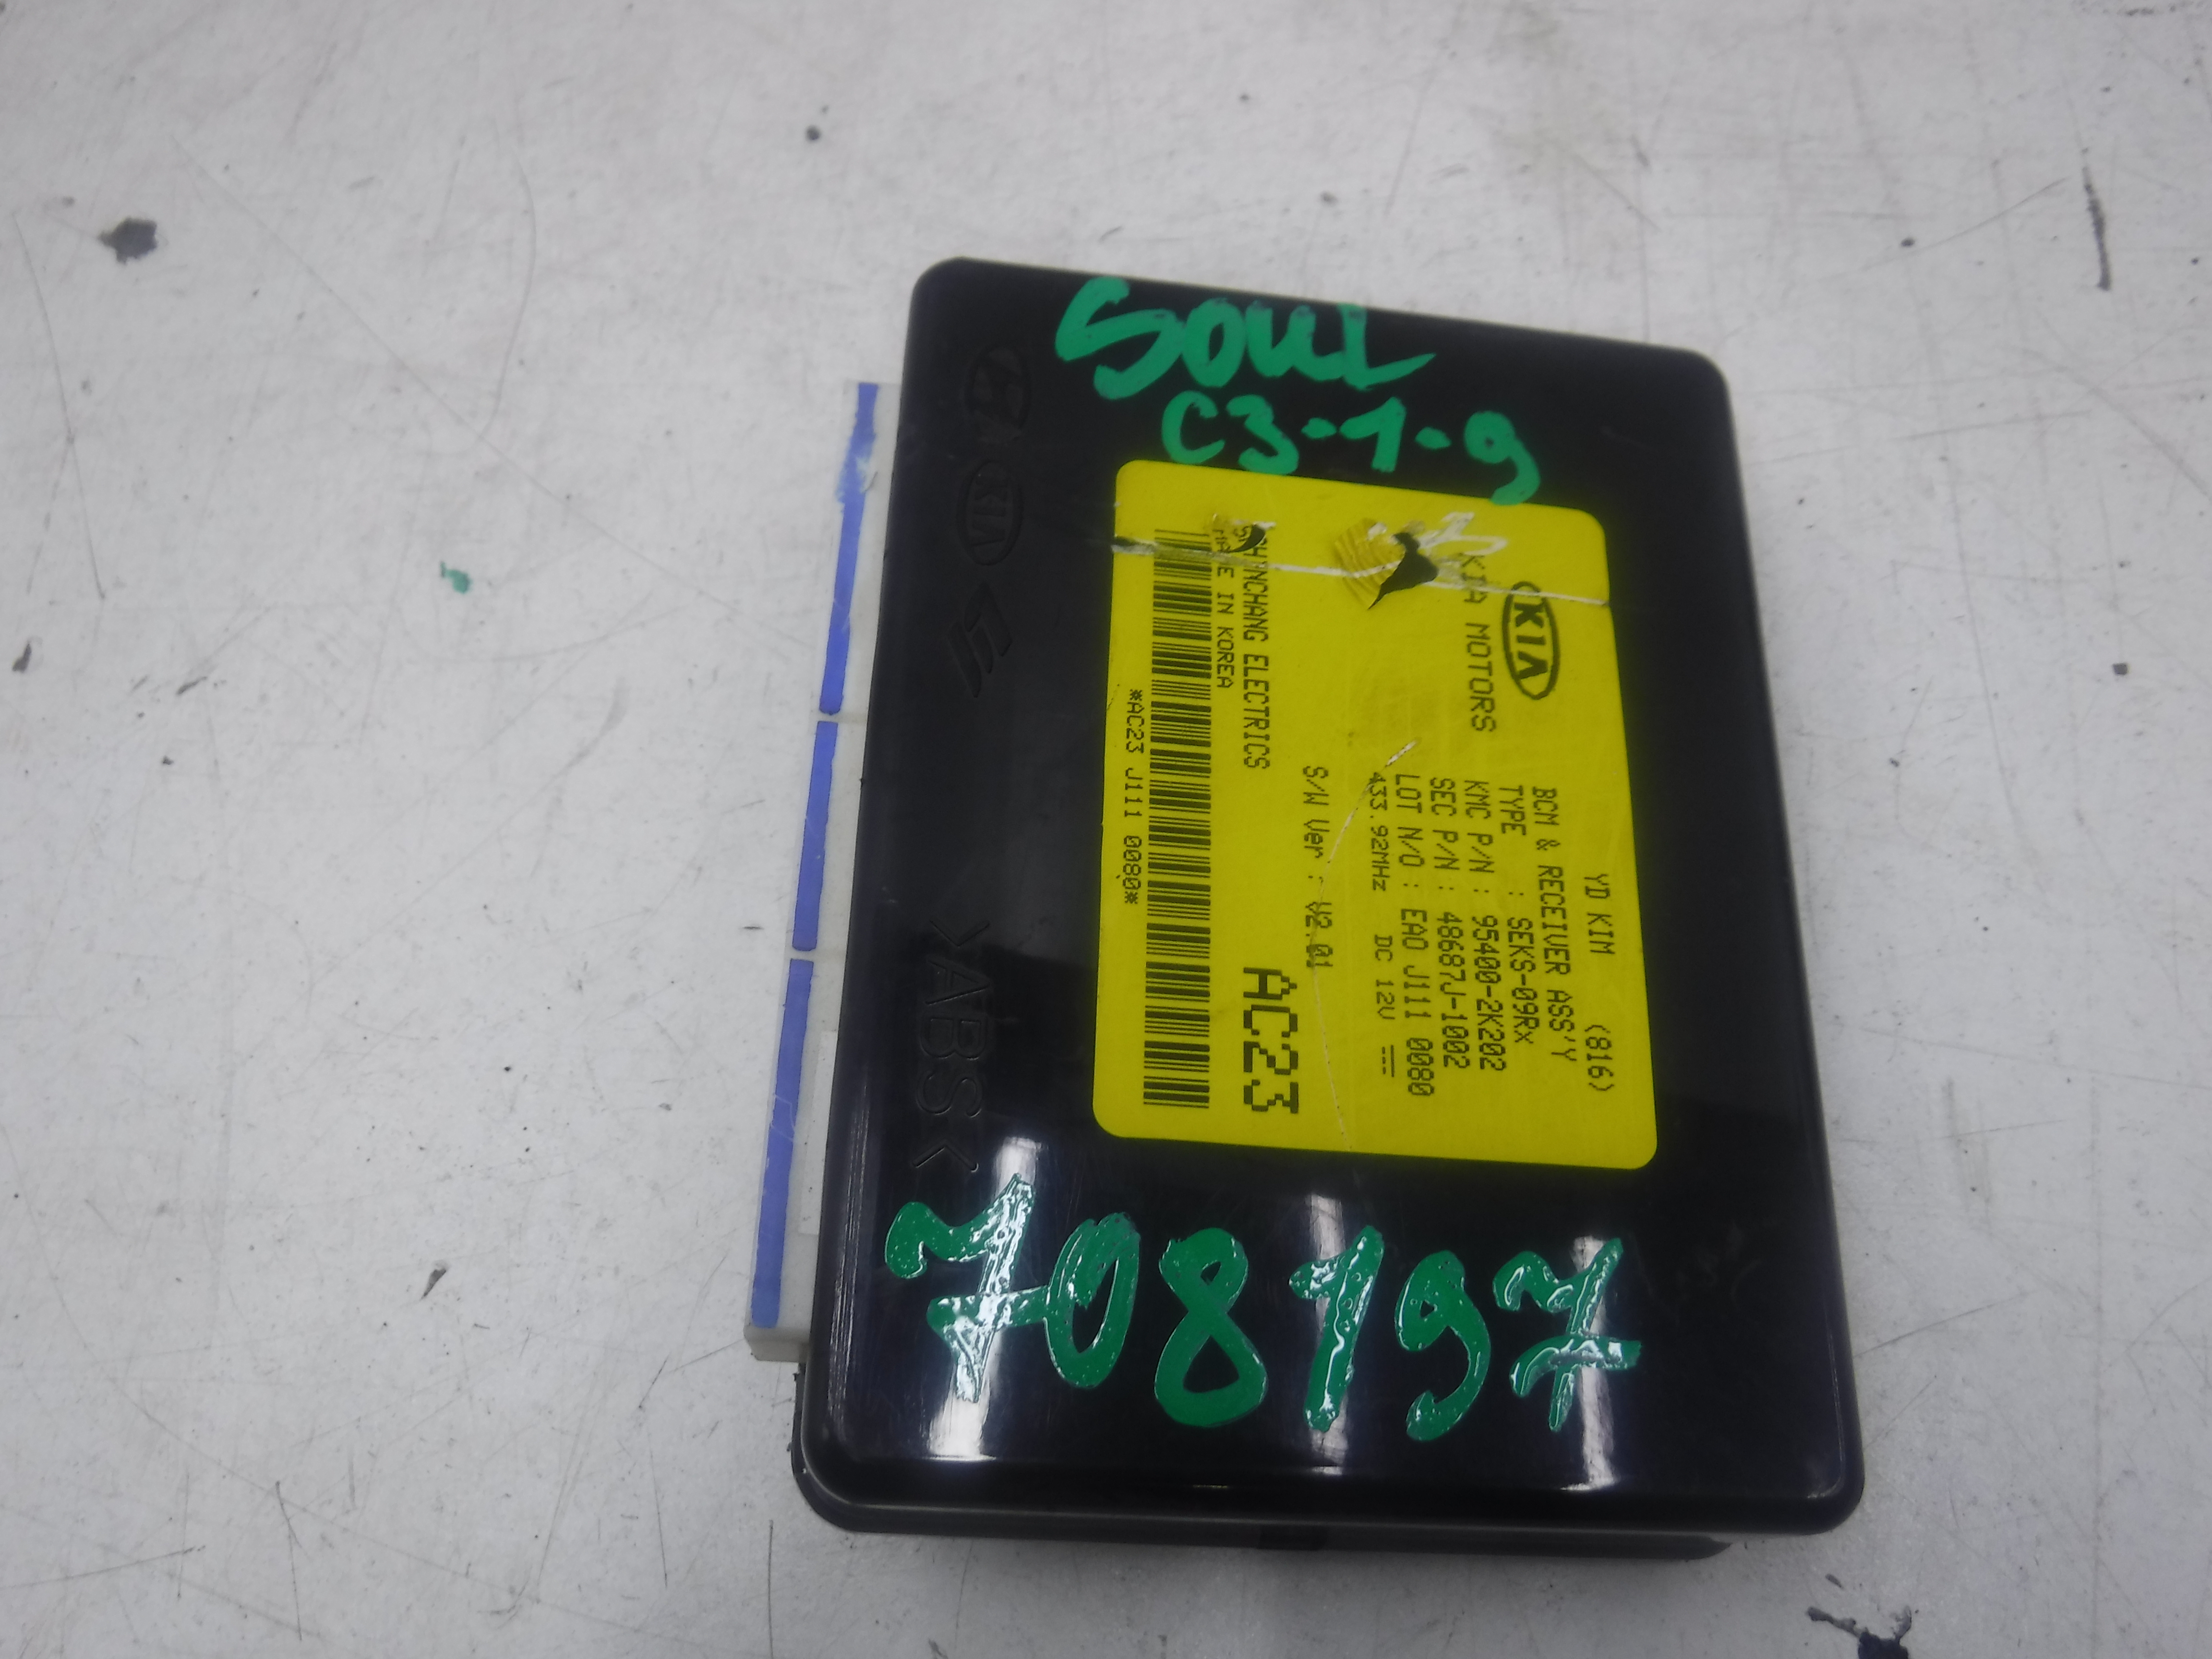 SOUL
C3-1-9
KIA
KIA MOTORS
YD KIM (816)
BCM & RECEIVER ASS'Y
TYPE : SEKS-09Rx
KMC P/N : 95400-2K202
SEC P/N : 48687J-1002
LOT N/O : EAO J111 0080
433.92MHz DC 12V
S/W Ver : V2.01
AC23
SHINCHANG ELECTRICS
MADE IN KOREA
*AC23 J111 0080*
KIA
>ABS<
708197